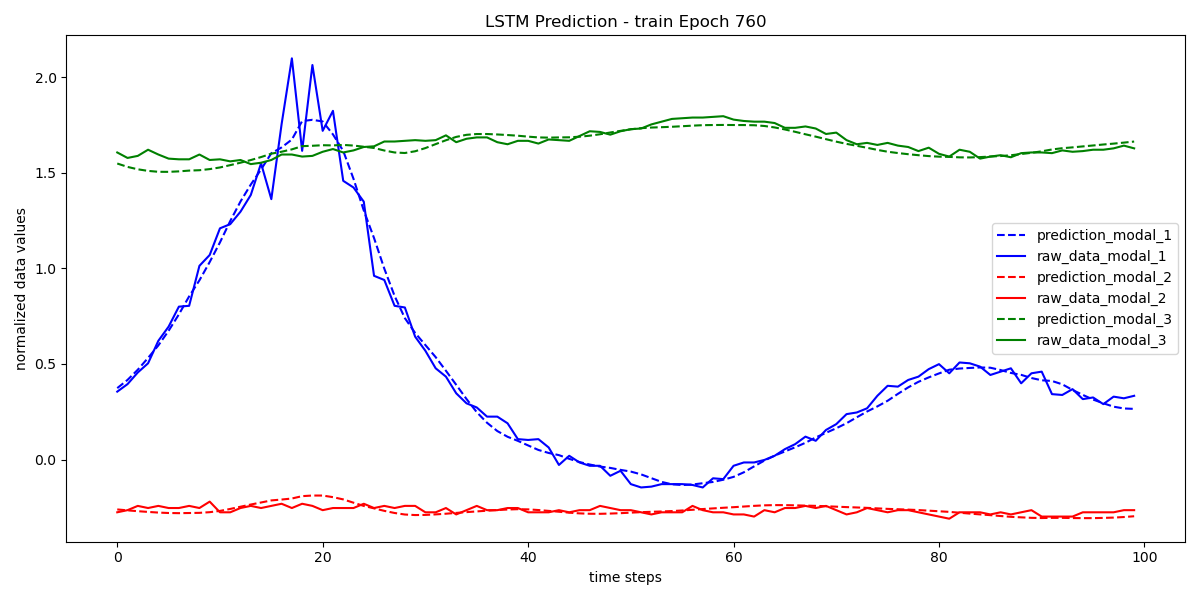 LSTM Prediction - train Epoch 760
normalized data values
2.0
1.5
1.0
0.5
0.0
prediction_modal_1
raw_data_modal_1
prediction_modal_2
raw_data_modal_2
prediction_modal_3
raw_data_modal_3
0 20 40 60 80 100
time steps